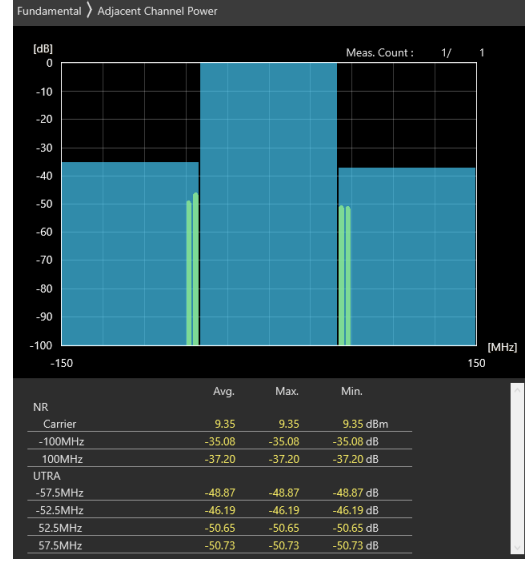 Fundamental 〉 Adjacent Channel Power
[dB] Meas. Count : 1/ 1
0
-10
-20
-30
-40
-50
-60
-70
-80
-90
-100 [MHz]
-150 150
Avg. Max. Min.
NR
Carrier 9.35 9.35 9.35 dBm
-100MHz -35.08 -35.08 -35.08 dB
100MHz -37.20 -37.20 -37.20 dB
UTRA
-57.5MHz -48.87 -48.87 -48.87 dB
-52.5MHz -46.19 -46.19 -46.19 dB
52.5MHz -50.65 -50.65 -50.65 dB
57.5MHz -50.73 -50.73 -50.73 dB